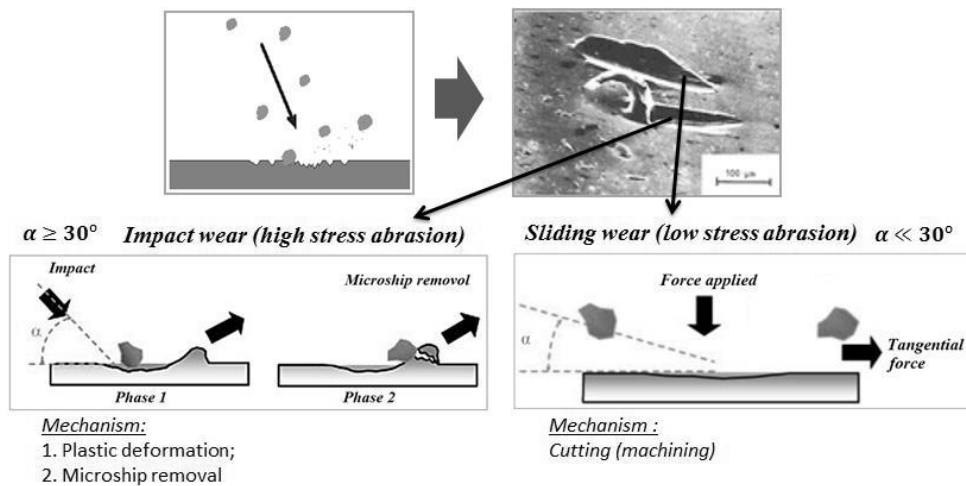 100 µm
α ≥ 30° Impact wear (high stress abrasion)
Sliding wear (low stress abrasion) α ≪ 30°
Impact
Microship removol
α
Phase 1
Phase 2
Force applied
α
Tangential
force
Mechanism:
1. Plastic deformation;
2. Microship removal
Mechanism :
Cutting (machining)